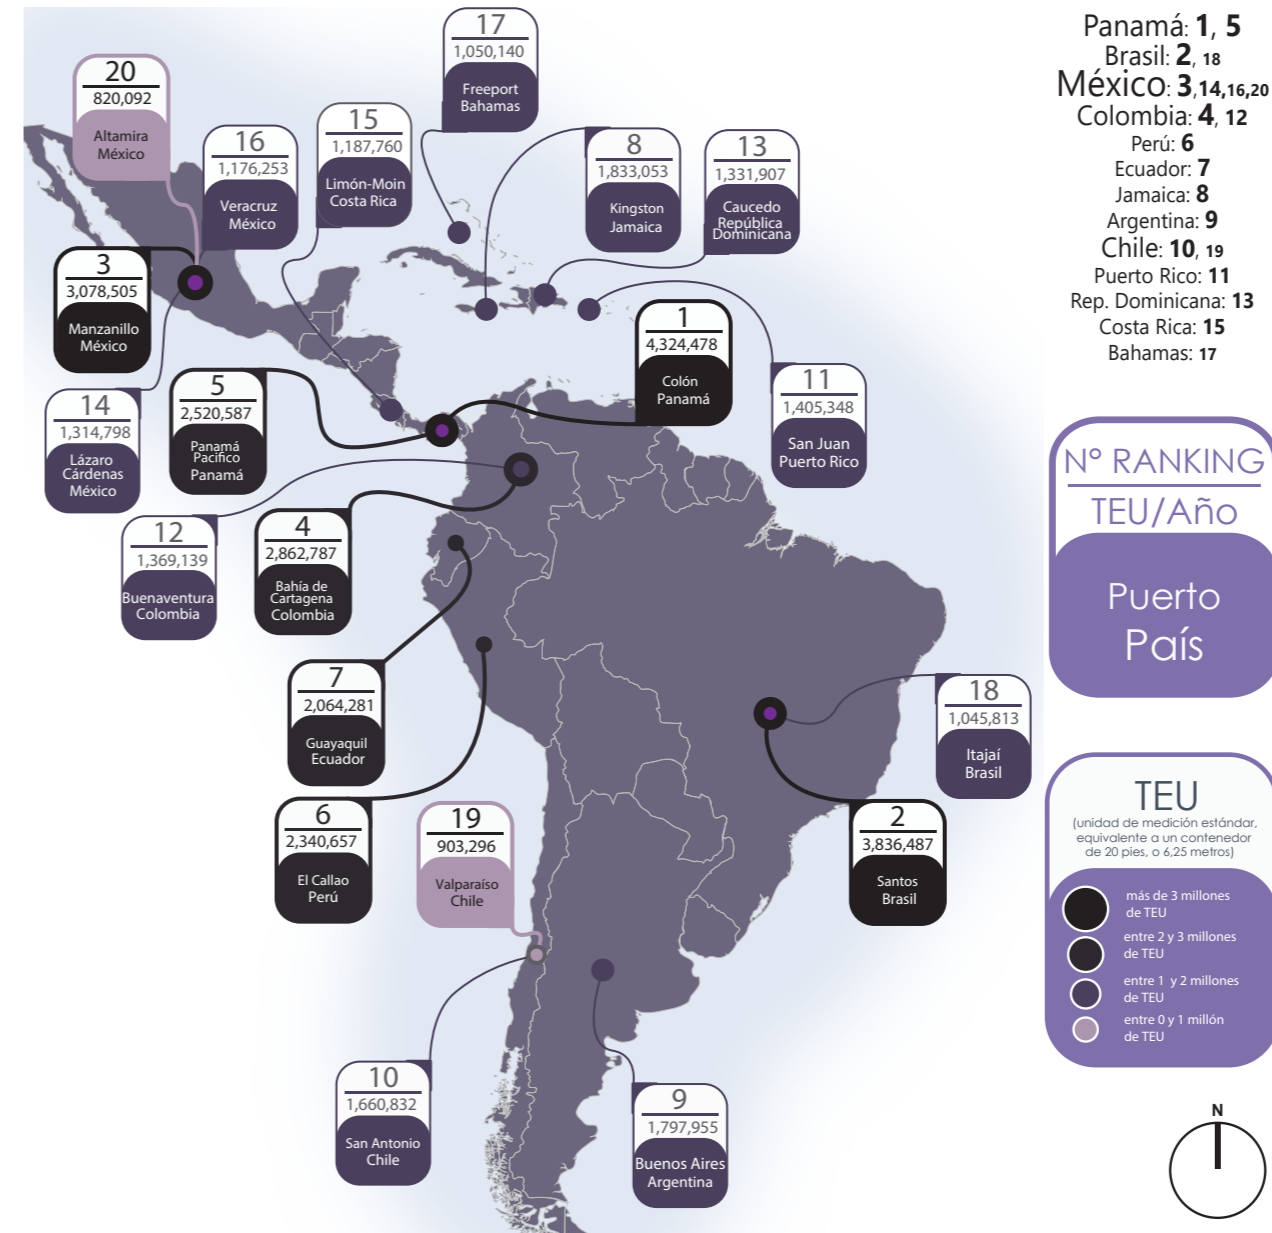 17
1,050,140
Freeport
Bahamas
20
820,092
Altamira
México
16
1,176,253
Veracruz
México
15
1,187,760
Limón-Moin
Costa Rica
8
1,833,053
Kingston
Jamaica
13
1,331,907
Caucedo
República
Dominicana
3
3,078,505
Manzanillo
México
1
4,324,478
Colón
Panamá
14
1,314,798
Lázaro
Cárdenas
México
5
2,520,587
Panamá
Pacífico
Panamá
11
1,405,348
San Juan
Puerto Rico
12
1,369,139
Buenaventura
Colombia
4
2,862,787
Bahía de
Cartagena
Colombia
7
2,064,281
Guayaquil
Ecuador
18
1,045,813
Itajaí
Brasil
6
2,340,657
El Callao
Perú
19
903,296
Valparaíso
Chile
2
3,836,487
Santos
Brasil
10
1,660,832
San Antonio
Chile
9
1,797,955
Buenos Aires
Argentina
Panamá: 1, 5
Brasil: 2, 18
México: 3,14,16,20
Colombia: 4, 12
Perú: 6
Ecuador: 7
Jamaica: 8
Argentina: 9
Chile: 10, 19
Puerto Rico: 11
Rep. Dominicana: 13
Costa Rica: 15
Bahamas: 17
N° RANKING
TEU/Año
Puerto
País
TEU
(unidad de medición estándar,
equivalente a un contenedor
de 20 pies, o 6,25 metros)
más de 3 millones
de TEU
entre 2 y 3 millones
de TEU
entre 1 y 2 millones
de TEU
entre 0 y 1 millón
de TEU
N